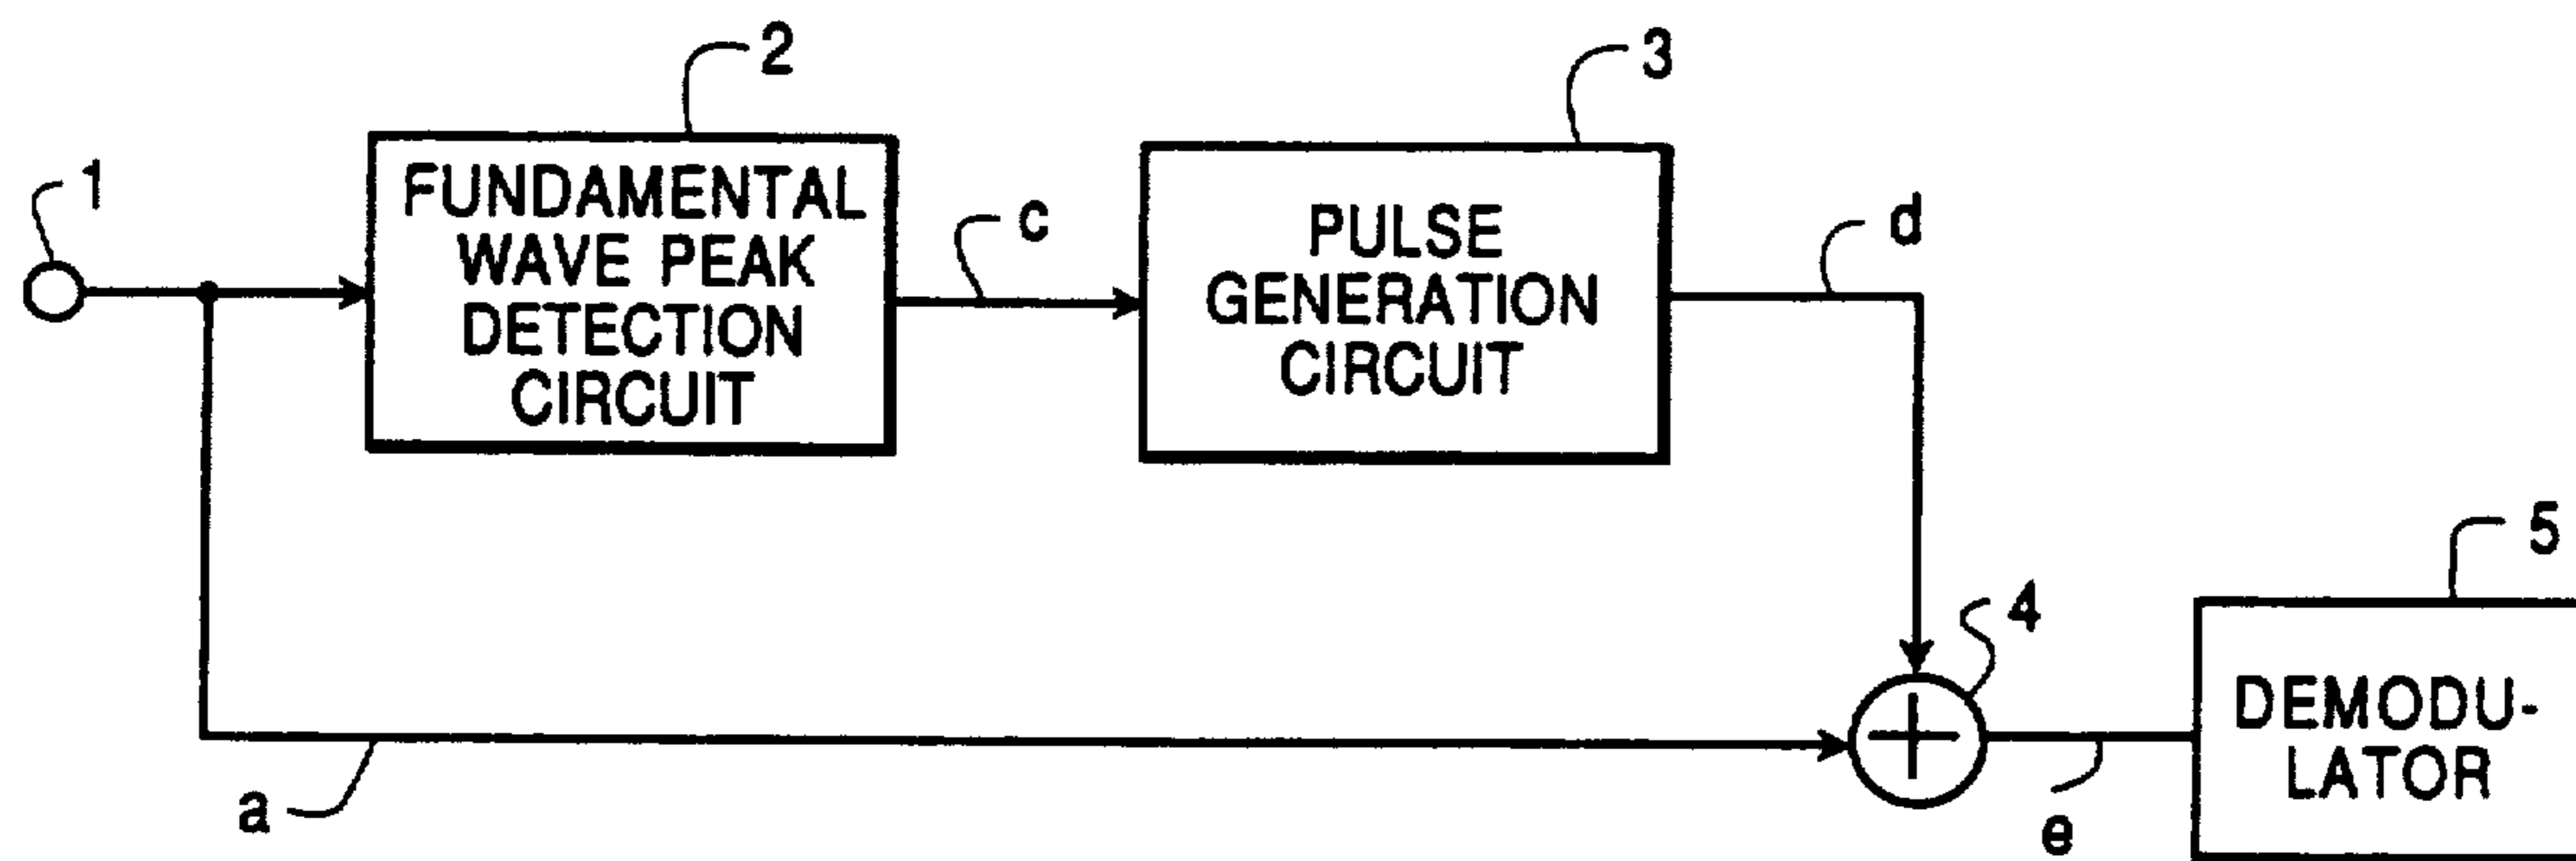 1
2
FUNDAMENTAL
WAVE PEAK
DETECTION
CIRCUIT
c
3
PULSE
GENERATION
CIRCUIT
d
a
4
e
5
DEMODU-
LATOR